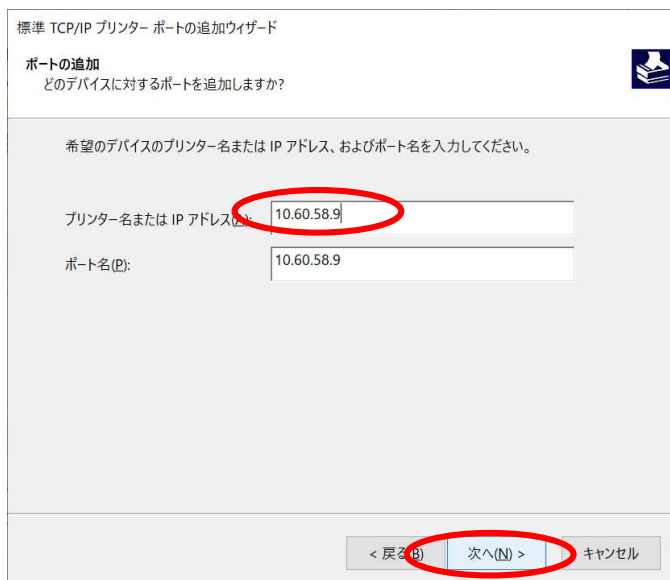 標準 TCP/IP プリンター ポートの追加ウィザード
ポートの追加
どのデバイスに対するポートを追加しますか?
希望のデバイスのプリンター名または IP アドレス、およびポート名を入力してください。
プリンター名または IP アドレス(A): 10.60.58.9
ポート名(P): 10.60.58.9
< 戻る(B) 次へ(N) > キャンセル